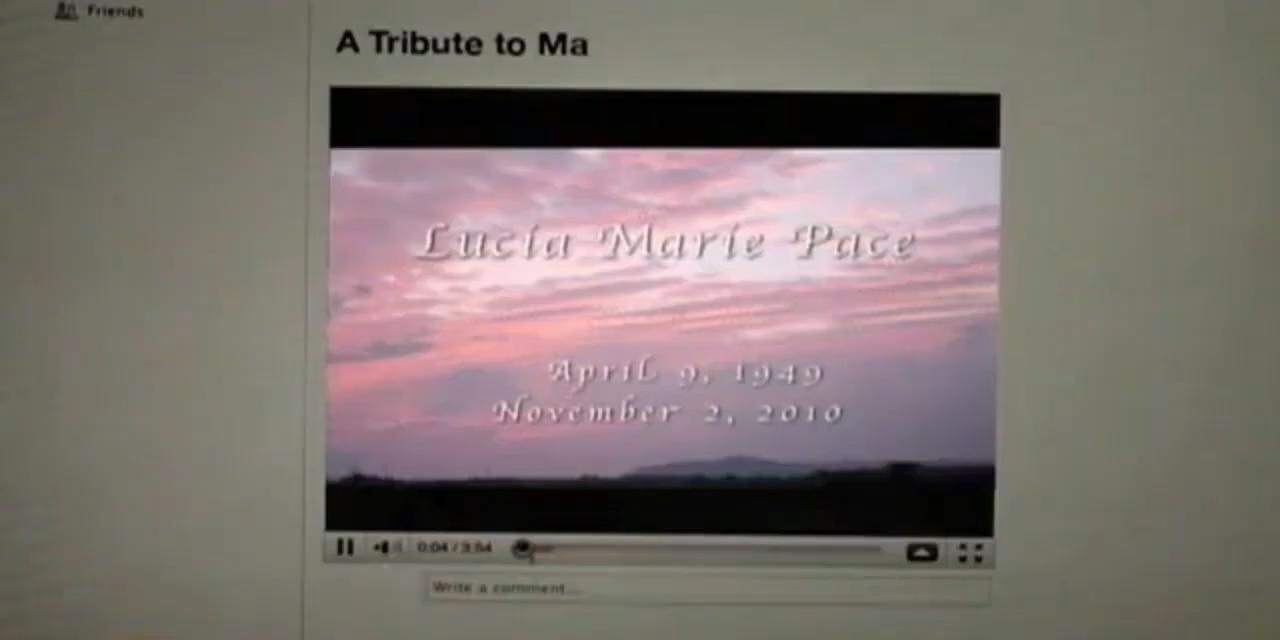 Friends
A Tribute to Ma
Lucia Marie Pace
April 9, 1949
November 2, 2010
0:04 / 3:54
Write a comment...